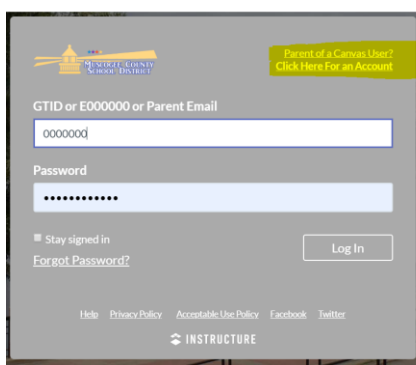 MUSCOGEE COUNTY
SCHOOL DISTRICT
Parent of a Canvas User?
Click Here For an Account
GTID or E000000 or Parent Email
0000000
Password
••••••••••••
Stay signed in
Log In
Forgot Password?
Help Privacy Policy Acceptable Use Policy Facebook Twitter
INSTRUCTURE